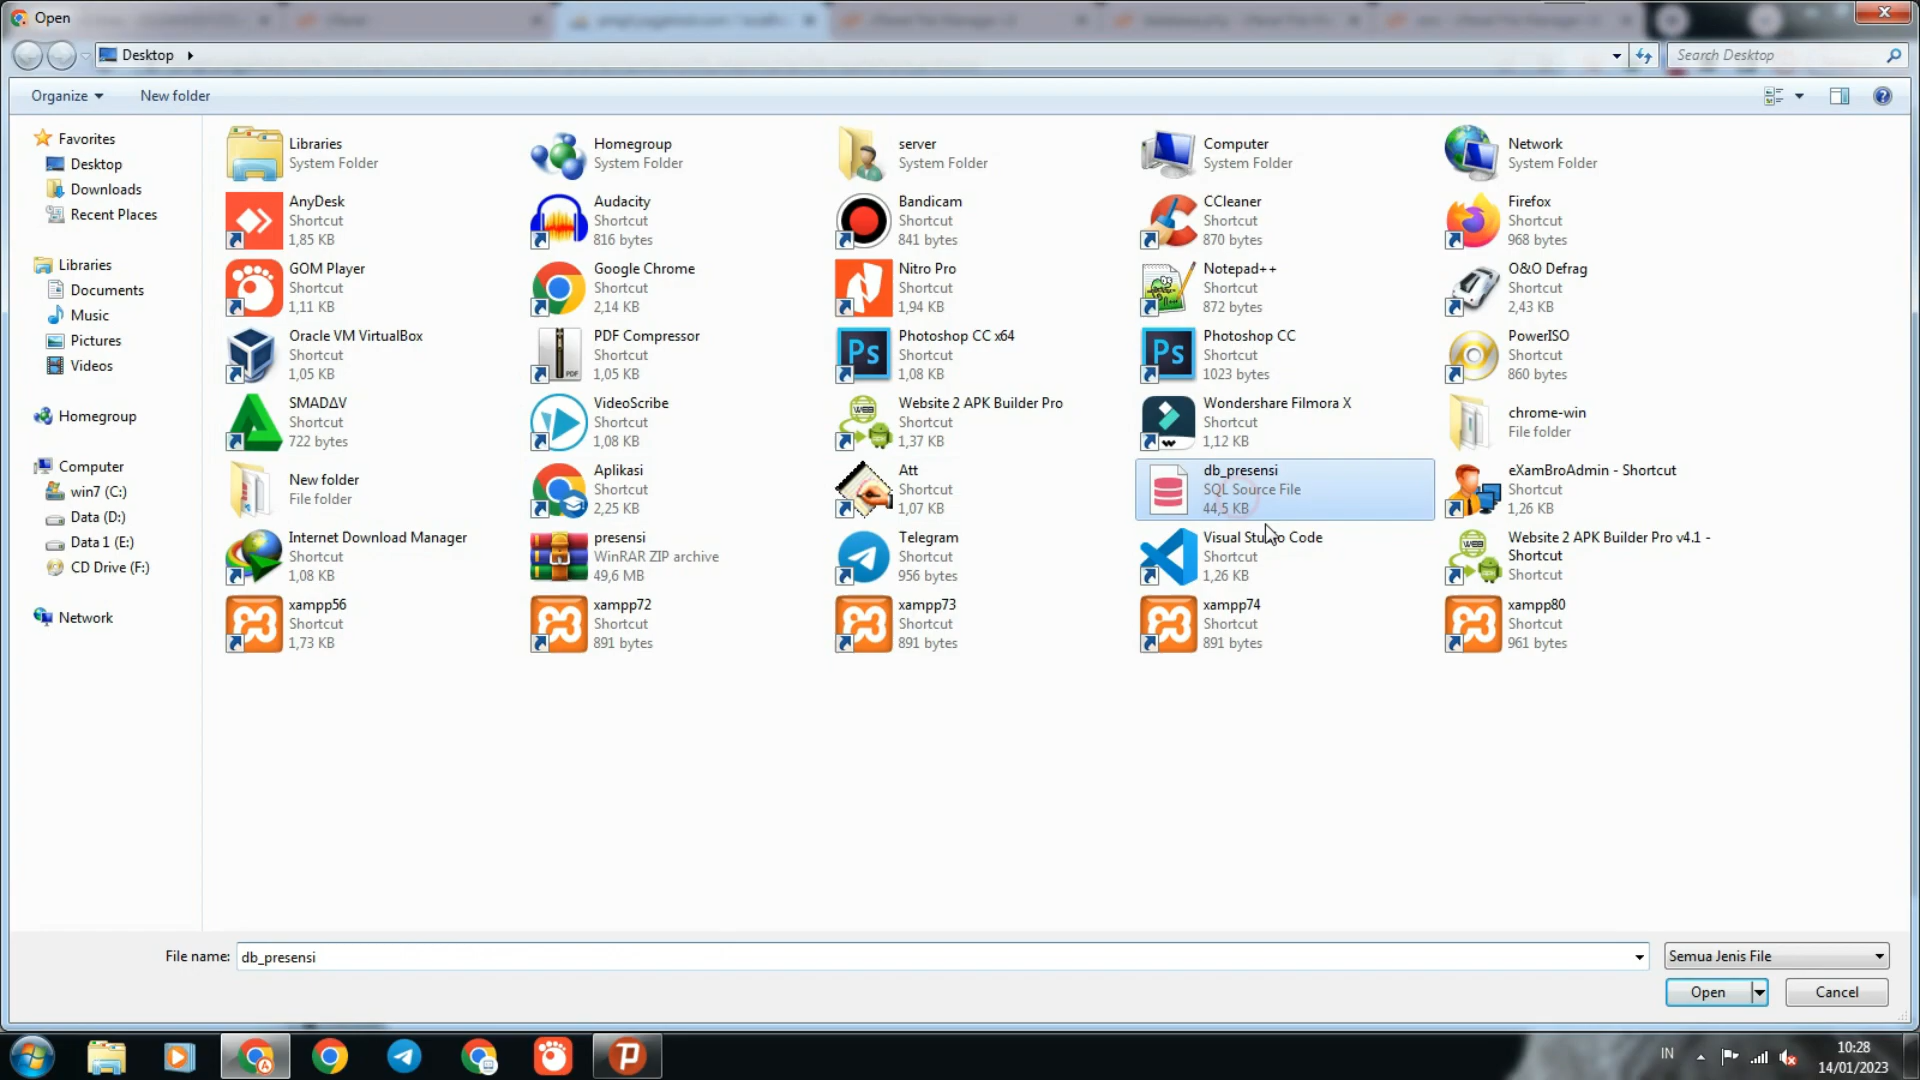 Open
Desktop
Search Desktop
Organize
New folder
Favorites
Desktop
Downloads
Recent Places
Libraries
Documents
Music
Pictures
Videos
Homegroup
Computer
win7 (C:)
Data (D:)
Data 1 (E:)
CD Drive (F:)
Network
Libraries
System Folder
Homegroup
System Folder
server
System Folder
Computer
System Folder
Network
System Folder
AnyDesk
Shortcut
1,85 KB
Audacity
Shortcut
816 bytes
Bandicam
Shortcut
841 bytes
CCleaner
Shortcut
870 bytes
Firefox
Shortcut
968 bytes
GOM Player
Shortcut
1,11 KB
Google Chrome
Shortcut
2,14 KB
Nitro Pro
Shortcut
1,94 KB
Notepad++
Shortcut
872 bytes
O&O Defrag
Shortcut
2,43 KB
Oracle VM VirtualBox
Shortcut
1,05 KB
PDF
PDF Compressor
Shortcut
1,05 KB
Ps
Photoshop CC x64
Shortcut
1,08 KB
Ps
Photoshop CC
Shortcut
1023 bytes
PowerISO
Shortcut
860 bytes
SMADΔV
Shortcut
722 bytes
VideoScribe
Shortcut
1,08 KB
WEB
Website 2 APK Builder Pro
Shortcut
1,37 KB
Wondershare Filmora X
Shortcut
1,12 KB
chrome-win
File folder
New folder
File folder
Aplikasi
Shortcut
2,25 KB
Att
Shortcut
1,07 KB
db_presensi
SQL Source File
44,5 KB
eXamBroAdmin - Shortcut
Shortcut
1,26 KB
Internet Download Manager
Shortcut
1,08 KB
presensi
WinRAR ZIP archive
49,6 MB
Telegram
Shortcut
956 bytes
Visual Studio Code
Shortcut
1,26 KB
WEB
Website 2 APK Builder Pro v4.1 -
Shortcut
Shortcut
xampp56
Shortcut
1,73 KB
xampp72
Shortcut
891 bytes
xampp73
Shortcut
891 bytes
xampp74
Shortcut
891 bytes
xampp80
Shortcut
961 bytes
File name:
db_presensi
Semua Jenis File
Open
Cancel
IN
10:28
14/01/2023